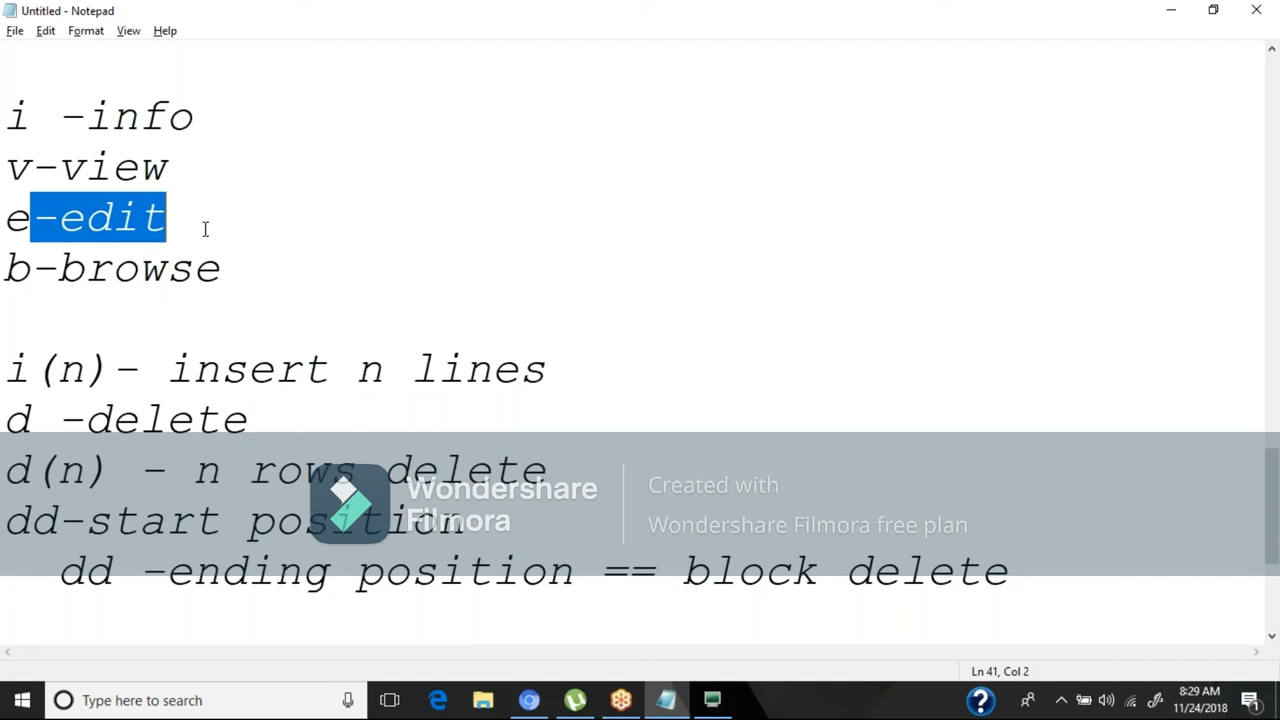 Untitled - Notepad
File Edit Format View Help
i -info
v-view
e-edit
b-browse
i(n)- insert n lines
d -delete
d(n) - n rows delete
dd-start position
dd -ending position == block delete
Wondershare Filmora
Created with
Wondershare Filmora free plan
Ln 41, Col 2
Type here to search
8:29 AM
11/24/2018